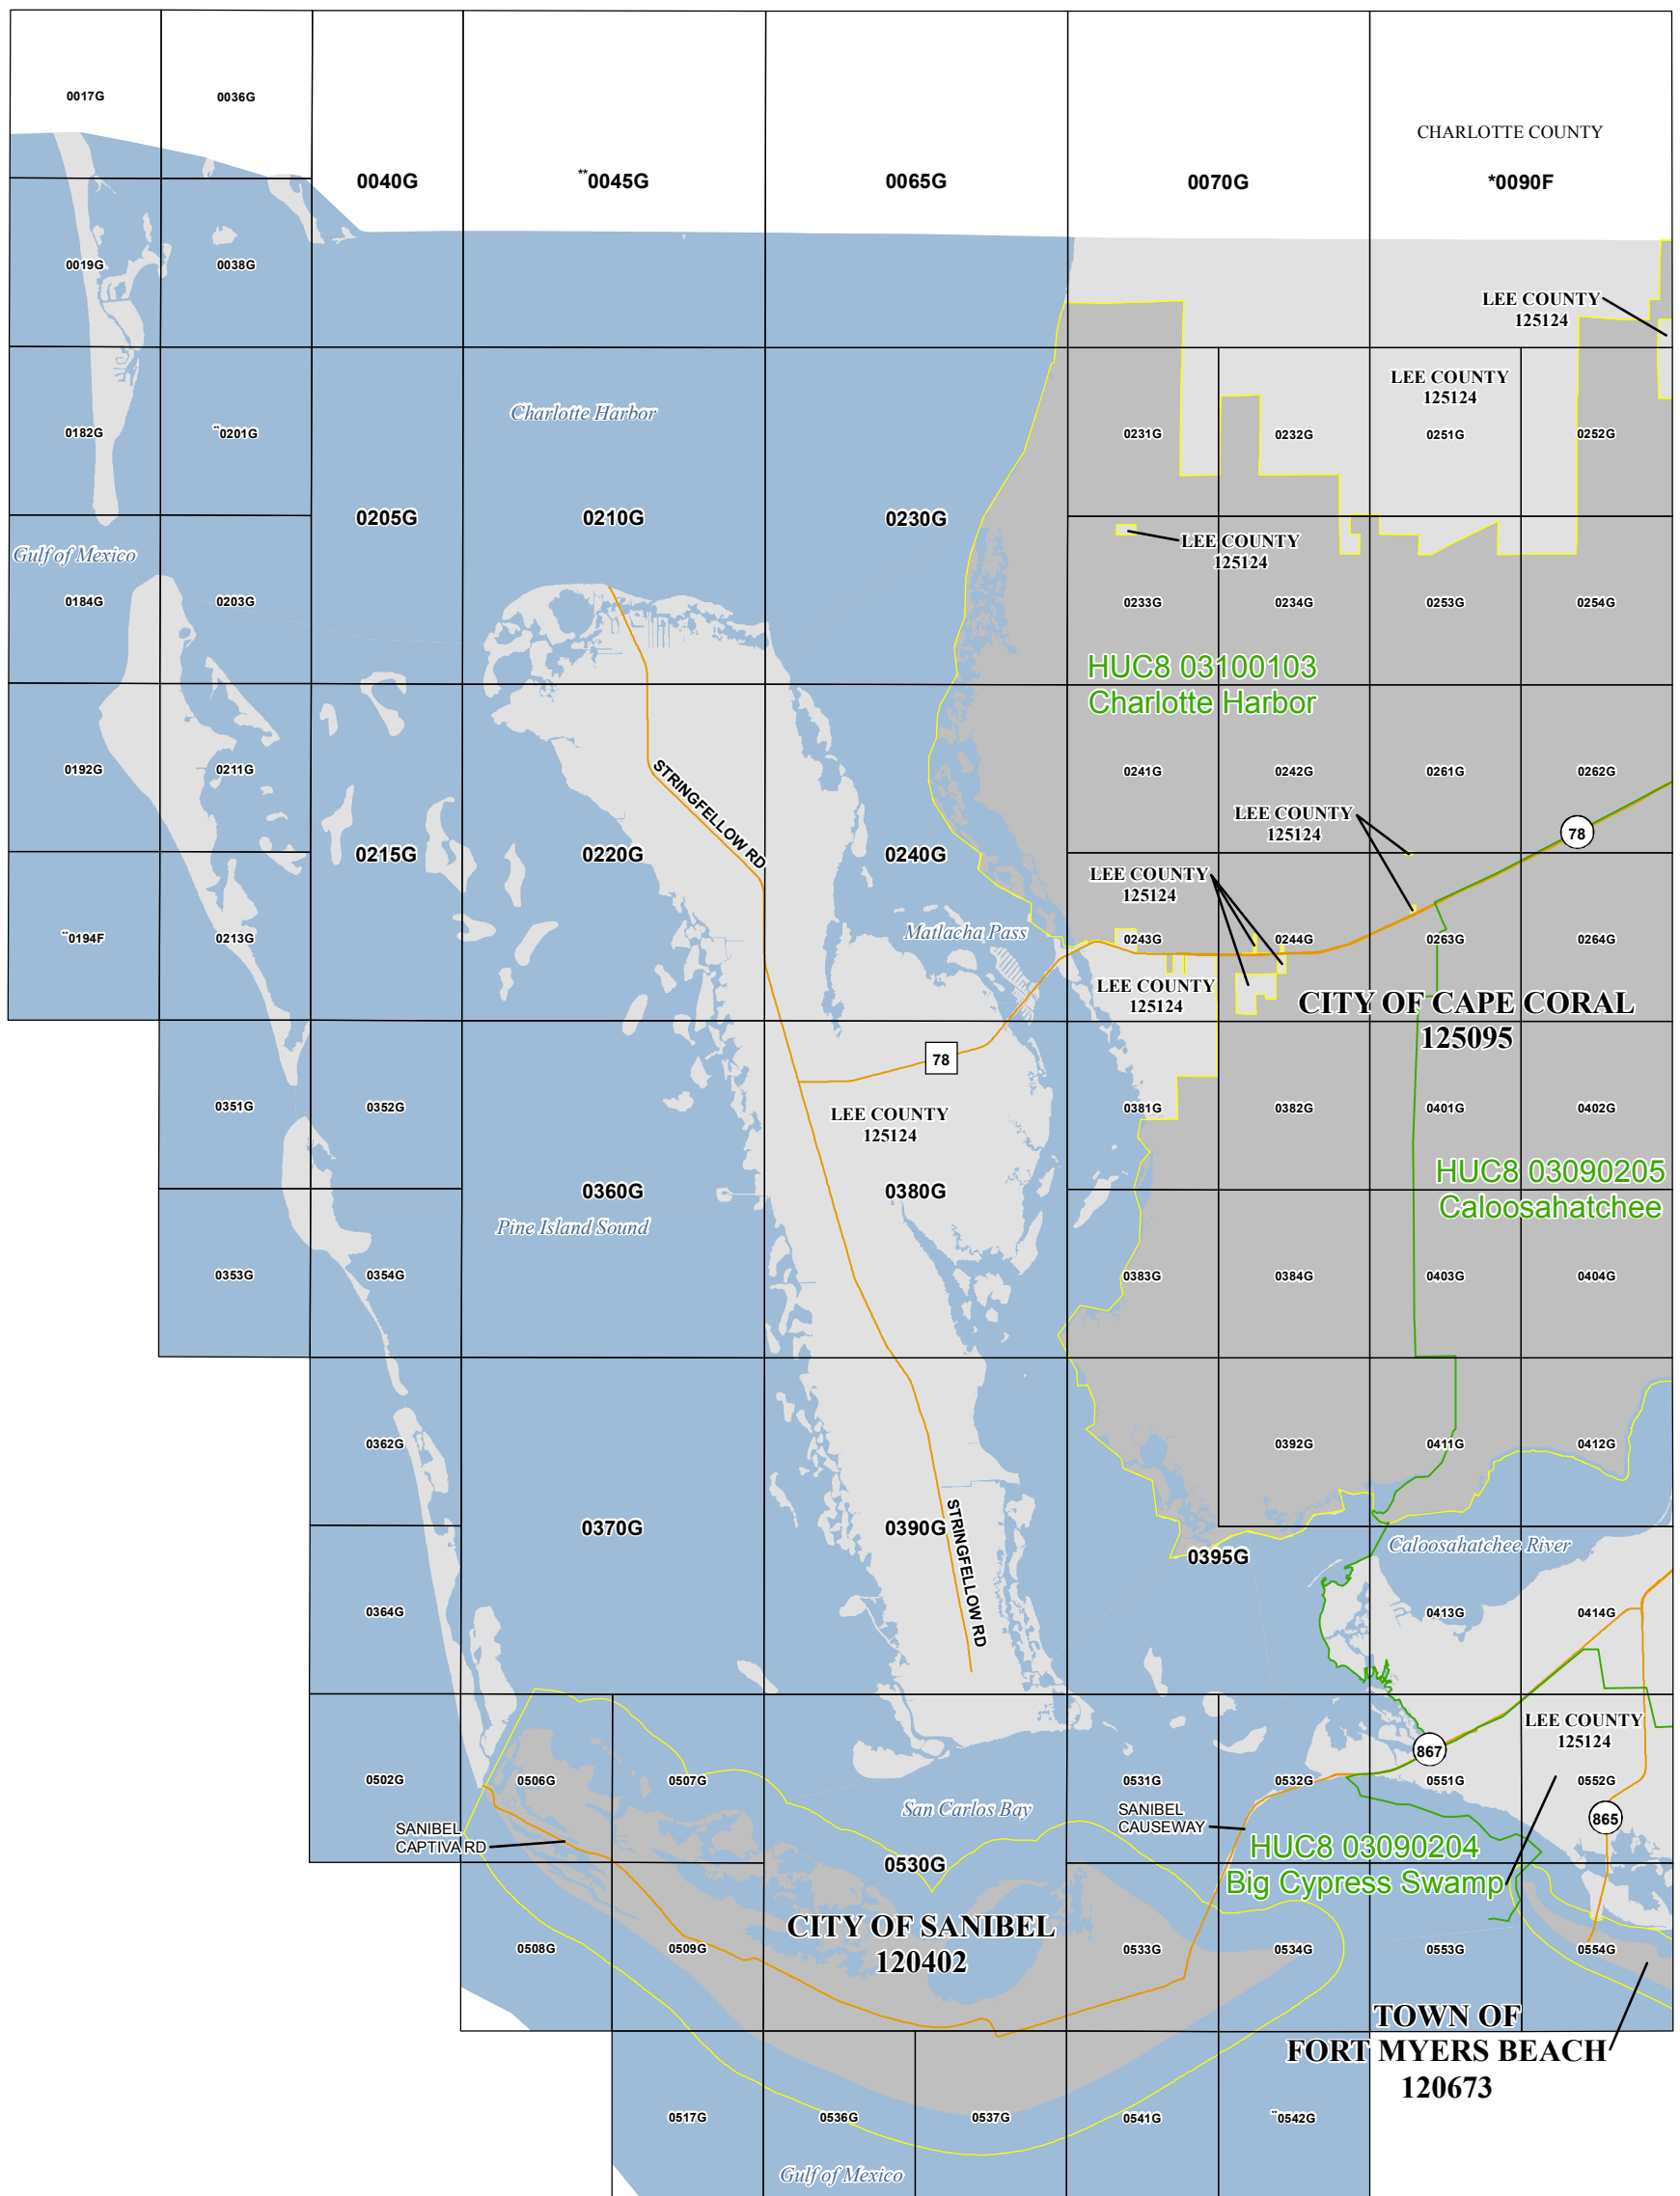 0017G
0036G
CHARLOTTE COUNTY
0040G
**0045G
0065G
0070G
*0090F
0019G
0038G
LEE COUNTY
125124
LEE COUNTY
125124
Charlotte Harbor
0182G
**0201G
0231G
0232G
0251G
0252G
0205G
0210G
0230G
Gulf of Mexico
LEE COUNTY
125124
0184G
0203G
0233G
0234G
0253G
0254G
HUC8 03100103
Charlotte Harbor
0192G
0211G
0241G
0242G
0261G
0262G
STRINGFELLOW RD
LEE COUNTY
125124
78
0215G
0220G
0240G
LEE COUNTY
125124
**0194F
0213G
Matlacha Pass
0243G
0244G
0263G
0264G
LEE COUNTY
125124
CITY OF CAPE CORAL
125095
78
0351G
0352G
LEE COUNTY
125124
0381G
0382G
0401G
0402G
HUC8 03090205
Caloosahatchee
0360G
0380G
Pine Island Sound
0353G
0354G
0383G
0384G
0403G
0404G
0362G
0392G
0411G
0412G
0370G
0390G
STRINGFELLOW RD
0395G
Caloosahatchee River
0364G
0413G
0414G
LEE COUNTY
125124
867
0502G
0506G
0507G
0531G
0532G
0551G
0552G
San Carlos Bay
SANIBEL
CAUSEWAY
865
SANIBEL
CAPTIVA RD
HUC8 03090204
Big Cypress Swamp
0530G
CITY OF SANIBEL
120402
0508G
0509G
0533G
0534G
0553G
0554G
TOWN OF
FORT MYERS BEACH
120673
0517G
0536G
0537G
0541G
**0542G
Gulf of Mexico